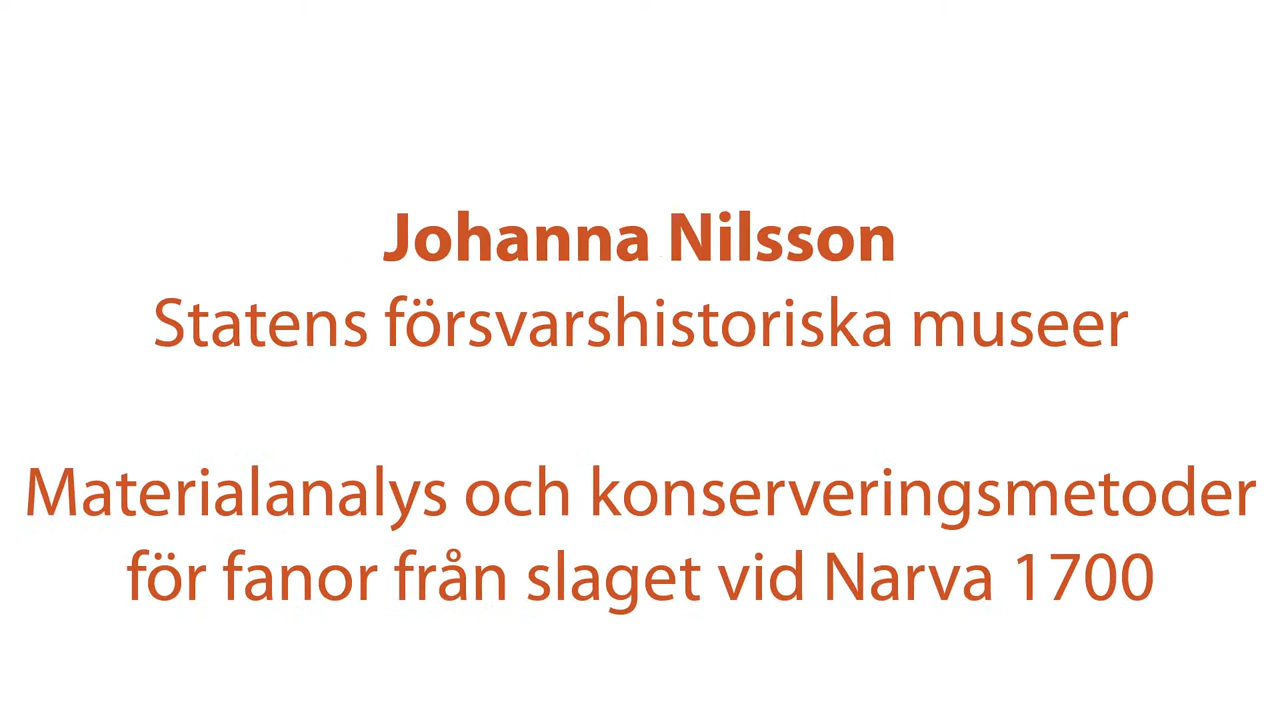 Johanna Nilsson
Statens försvarshistoriska museer
Materialanalys och konserveringsmetoder
för fanor från slaget vid Narva 1700